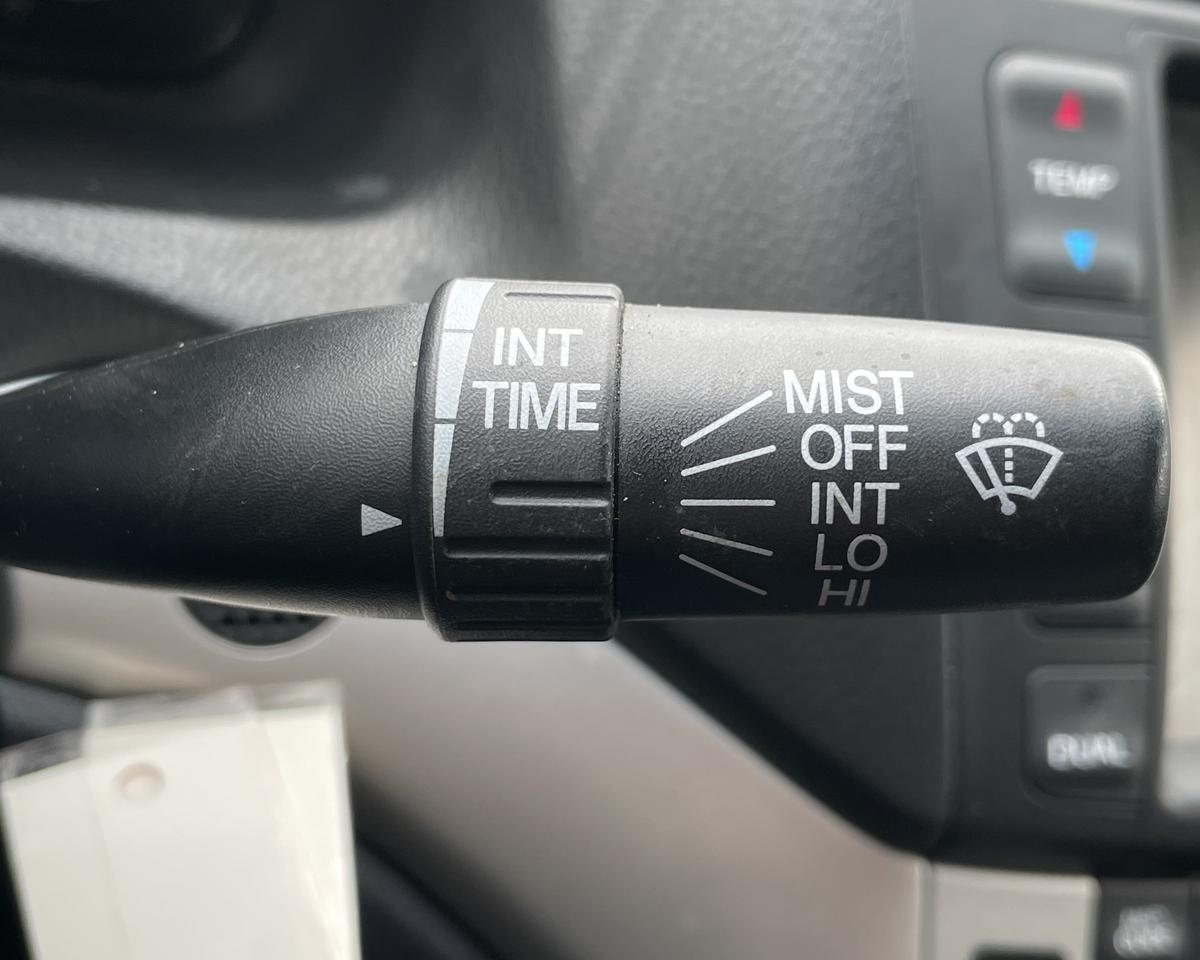 TEMP
INT
TIME
MIST
OFF
INT
LO
HI
DUAL